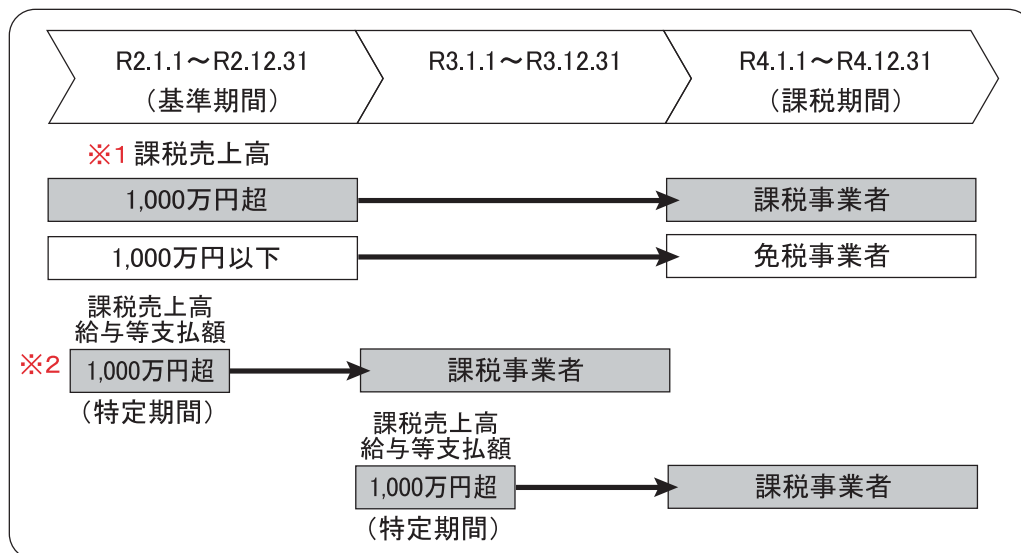 R2.1.1～R2.12.31
（基準期間）
R3.1.1～R3.12.31
R4.1.1～R4.12.31
（課税期間）
※1 課税売上高
1,000万円超
課税事業者
1,000万円以下
免税事業者
課税売上高
給与等支払額
※2
1,000万円超
課税事業者
（特定期間）
課税売上高
給与等支払額
1,000万円超
課税事業者
（特定期間）